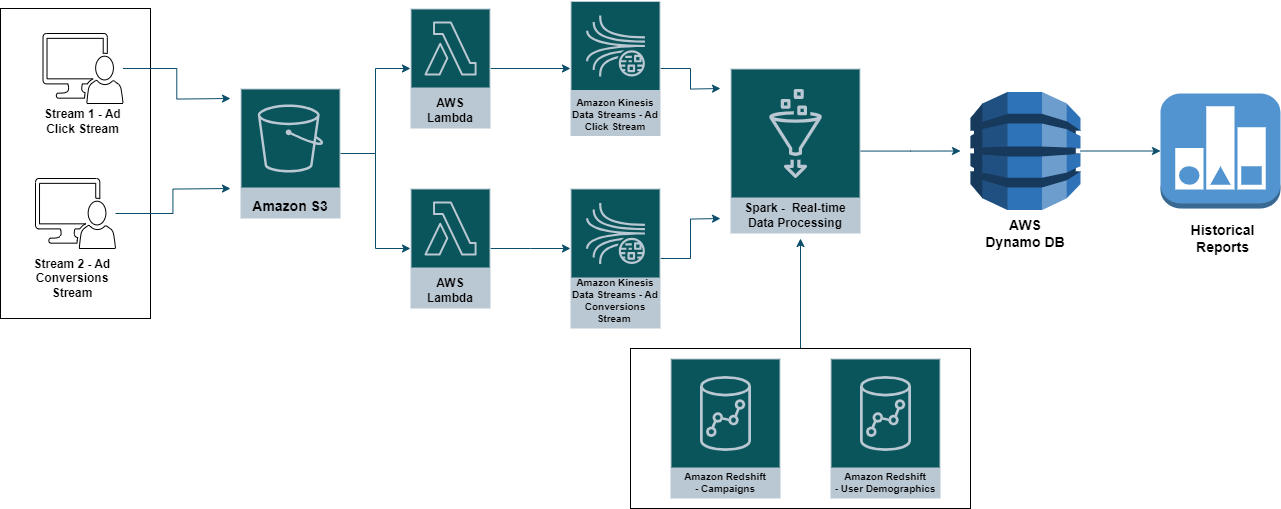 Stream 1 - Ad
Click Stream
Stream 2 - Ad
Conversions
Stream
Amazon S3
AWS
Lambda
AWS
Lambda
Amazon Kinesis
Data Streams - Ad
Click Stream
Amazon Kinesis
Data Streams - Ad
Conversions
Stream
Spark -  Real-time
Data Processing
Amazon Redshift
- Campaigns
Amazon Redshift
- User Demographics
AWS
Dynamo DB
Historical
Reports